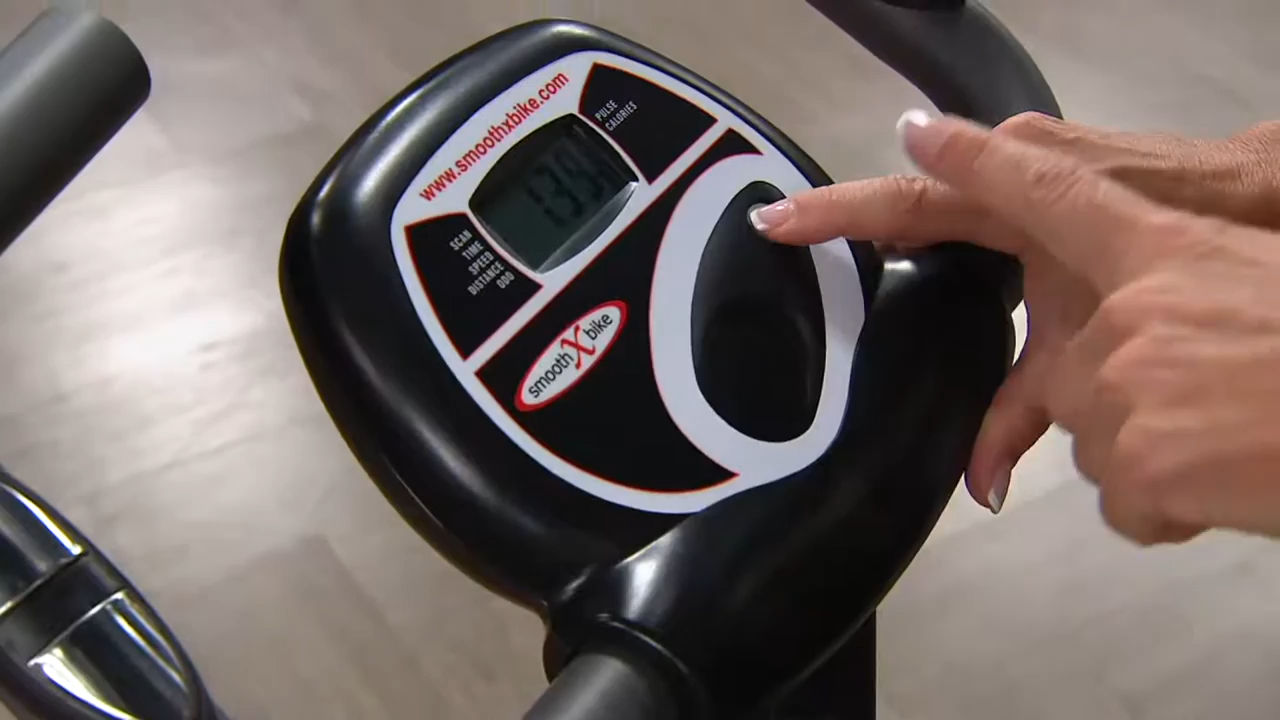 www.smoothxbike.com
PULSE
CALORIES
SCAN
TIME
SPEED
DISTANCE
ODO
smooth X bike